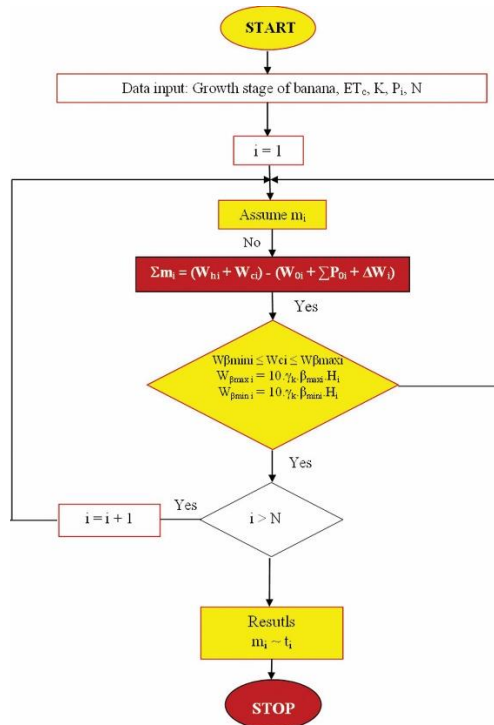 START
Data input: Growth stage of banana, ETc, K, Pi, N
i = 1
Assume mi
No
Σmi = (Whi + Wci) - (W0i + ∑P0i + ΔWi)
Yes
Wβmini ≤ Wci ≤ Wβmaxi
Wβmax i = 10.γk.βmaxi.Hi
Wβmin i = 10.γk.βmini.Hi
Yes
i = i + 1
Yes
i > N
Resutls
mi ~ ti
STOP